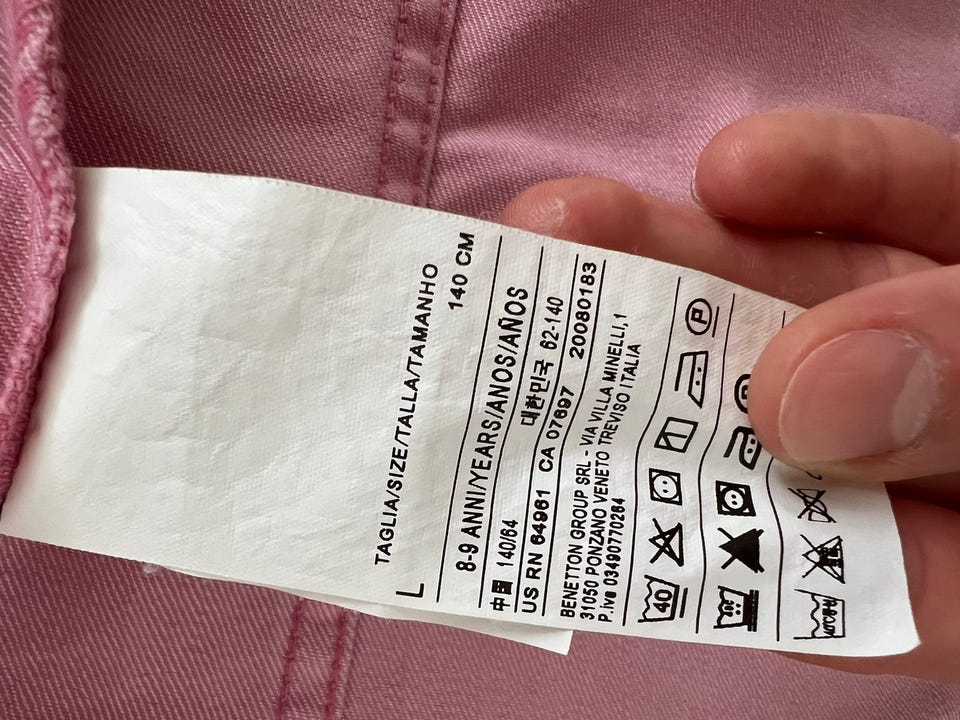 TAGLIA/SIZE/TALLA/TAMANHO
L 140 CM
8-9 ANNI/YEARS/ANOS/AÑOS
中国 140/64 대한민국 62-140
US RN 64961 CA 07697 20080183
BENETTON GROUP SRL - VIA VILLA MINELLI, 1
31050 PONZANO VENETO TREVISO ITALIA
P.iva 03490770264
40 P